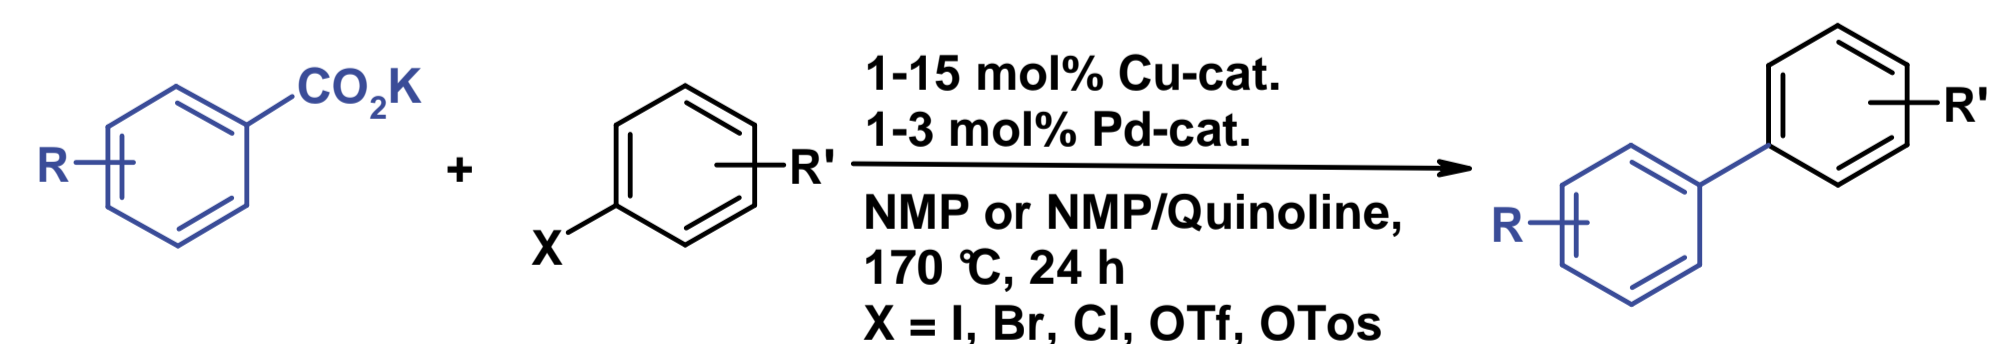 R
CO₂K
+
X
R'
1-15 mol% Cu-cat.
1-3 mol% Pd-cat.
NMP or NMP/Quinoline,
170 °C, 24 h
X = I, Br, Cl, OTf, OTos
R
R'